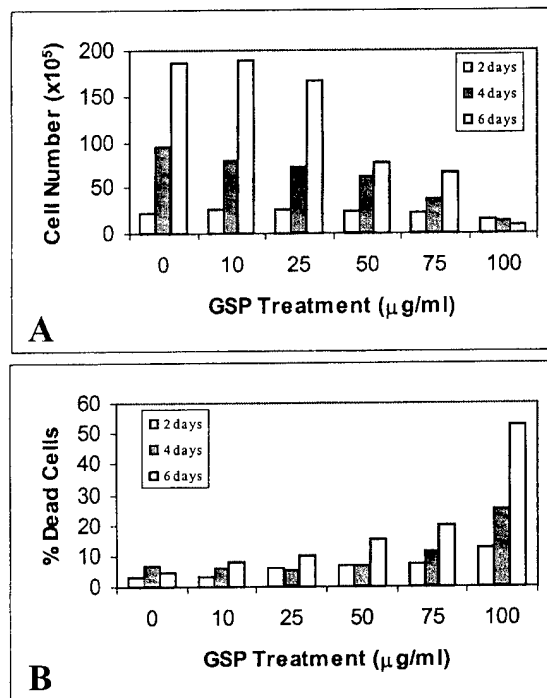 Cell Number (x10⁵)
200
150
100
50
0
2 days
4 days
6 days
0 10 25 50 75 100
GSP Treatment (μg/ml)
A
% Dead Cells
60
50
40
30
20
10
0
2 days
4 days
6 days
0 10 25 50 75 100
GSP Treatment (μg/ml)
B